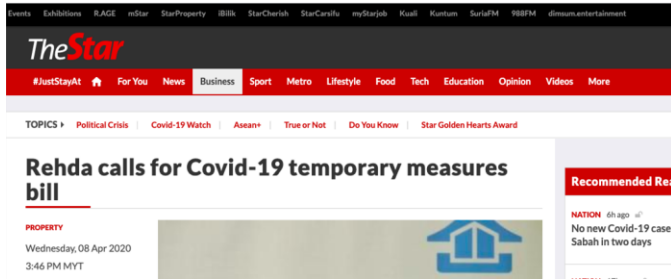 Events Exhibitions R.AGE mStar StarProperty iBilik StarCherish StarCarsifu myStarjob Kuali Kuntum SuriaFM 988FM dimsum.entertainment
TheStar
#JustStayAt For You News Business Sport Metro Lifestyle Food Tech Education Opinion Videos More
TOPICS Political Crisis Covid-19 Watch Asean+ True or Not Do You Know Star Golden Hearts Award
Rehda calls for Covid-19 temporary measures
bill
PROPERTY
Wednesday, 08 Apr 2020
3:46 PM MYT
Recommended Rea
NATION 6h ago
No new Covid-19 case
Sabah in two days